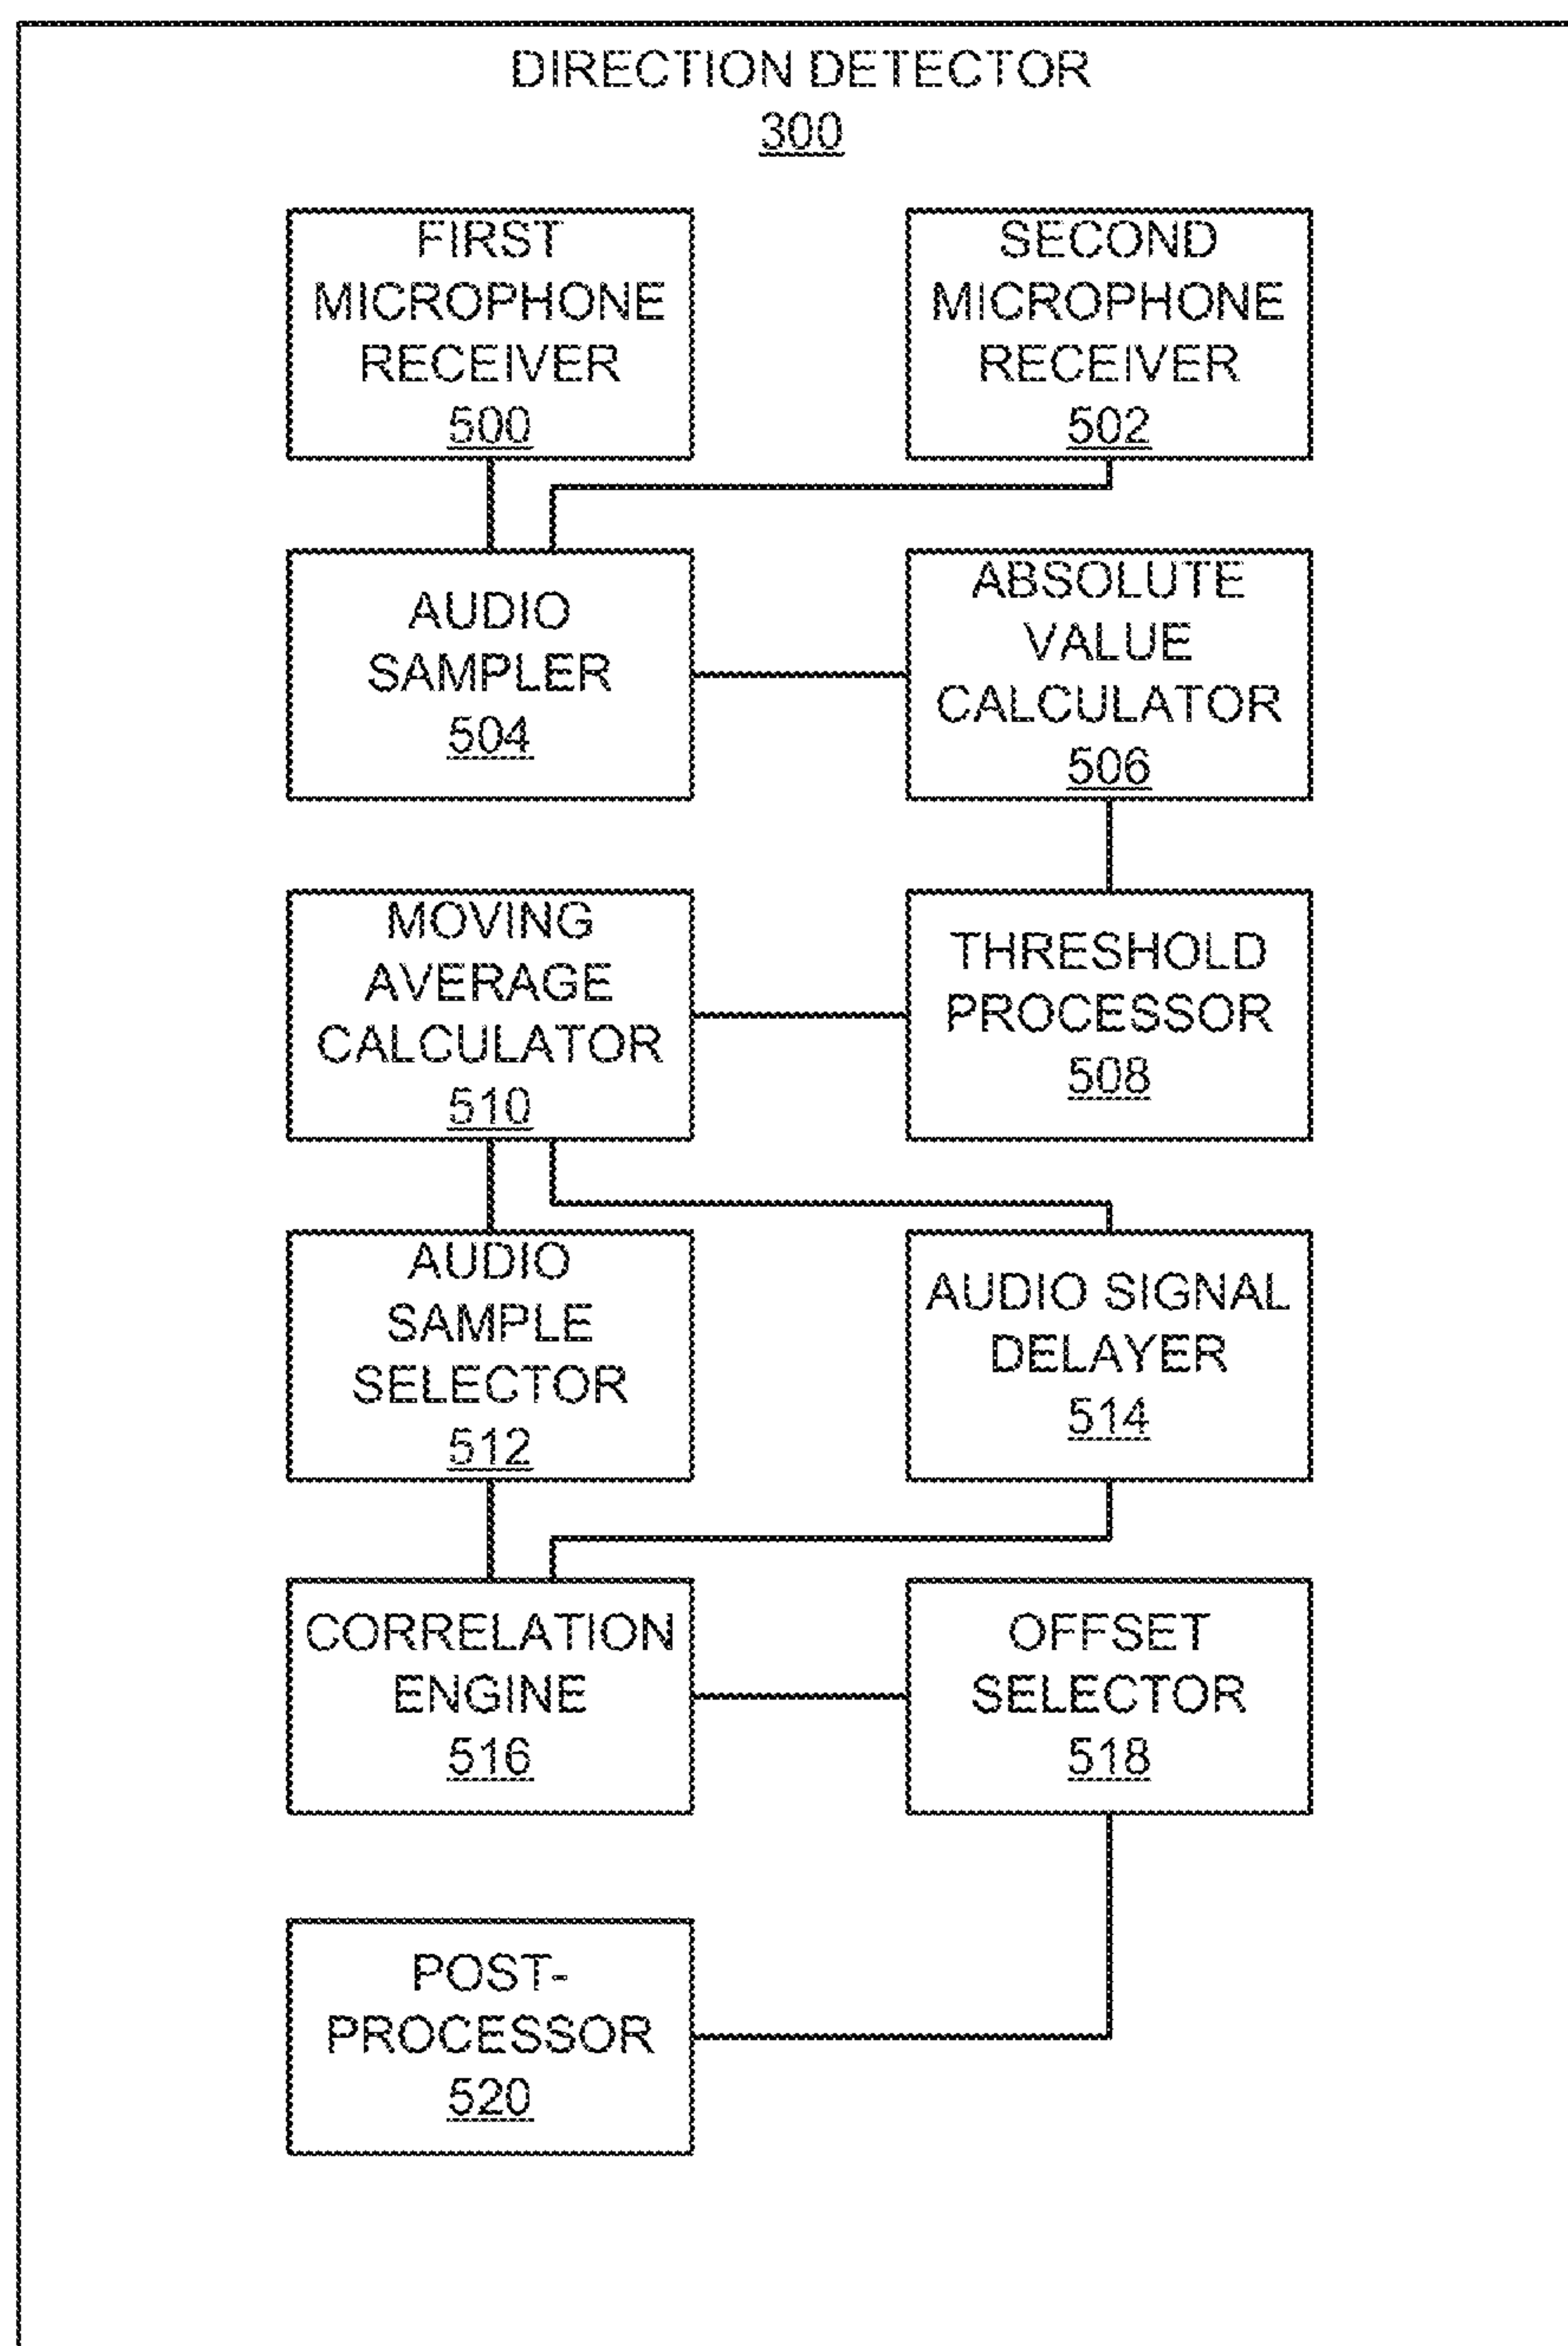 DIRECTION DETECTOR
300
FIRST
MICROPHONE
RECEIVER
500
SECOND
MICROPHONE
RECEIVER
502
AUDIO
SAMPLER
504
ABSOLUTE
VALUE
CALCULATOR
506
MOVING
AVERAGE
CALCULATOR
510
THRESHOLD
PROCESSOR
508
AUDIO
SAMPLE
SELECTOR
512
AUDIO SIGNAL
DELAYER
514
CORRELATION
ENGINE
516
OFFSET
SELECTOR
518
POST-
PROCESSOR
520